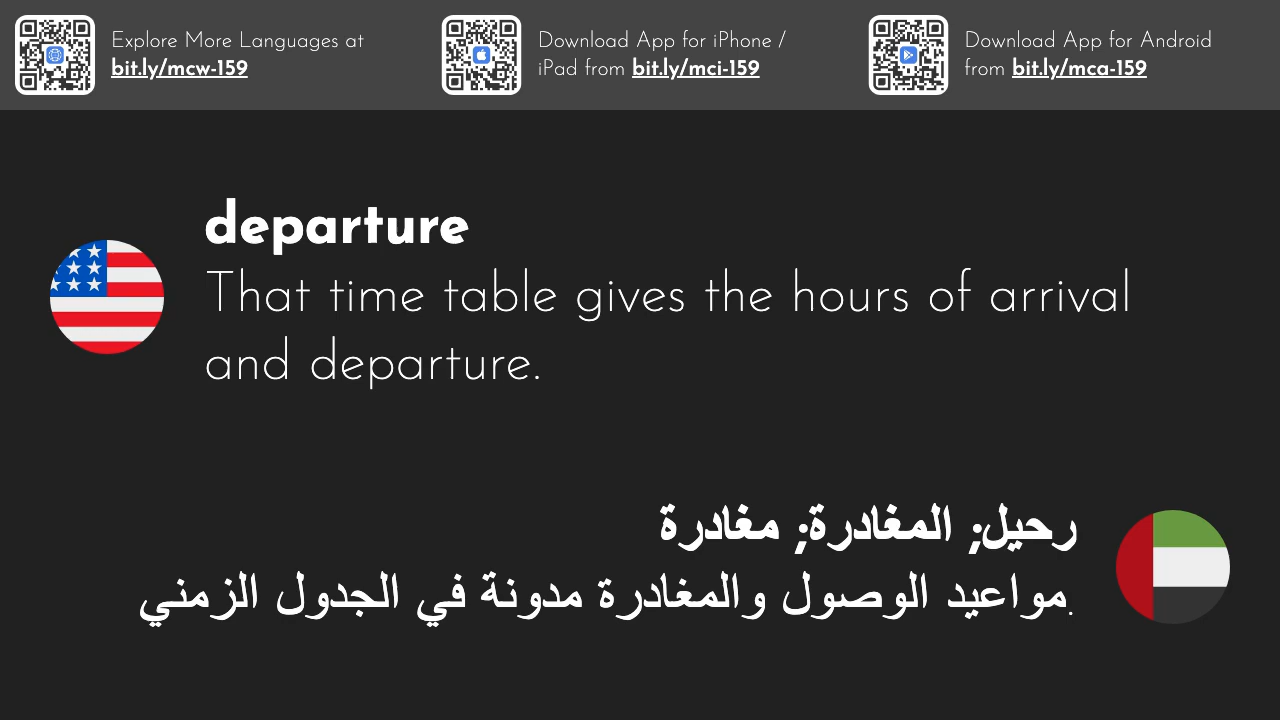 Explore More Languages at
bit.ly/mcw-159
Download App for iPhone /
iPad from bit.ly/mci-159
Download App for Android
from bit.ly/mca-159
departure
That time table gives the hours of arrival
and departure.
رحيل; المغادرة; مغادرة
مواعيد الوصول والمغادرة مدونة في الجدول الزمني.